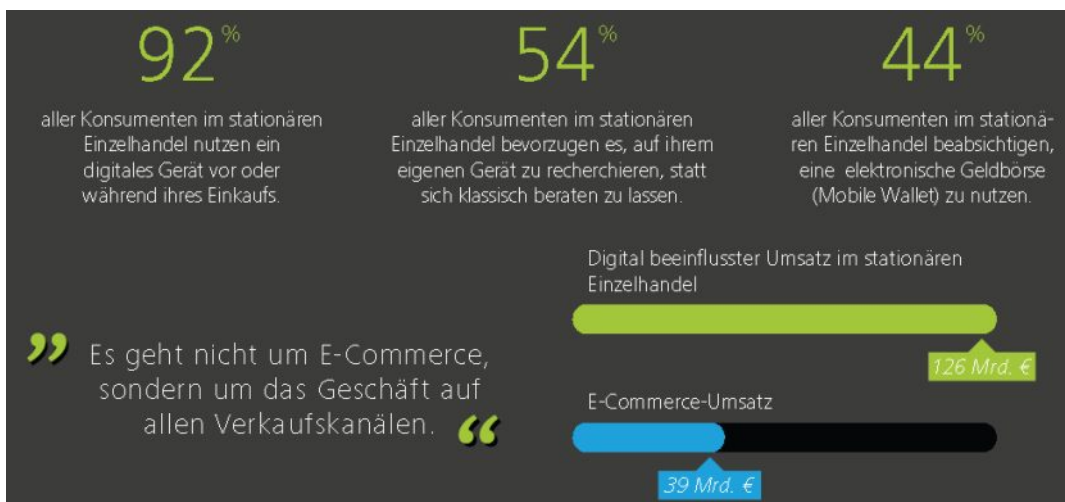 92%
aller Konsumenten im stationären
Einzelhandel nutzen ein
digitales Gerät vor oder
während ihres Einkaufs.
54%
aller Konsumenten im stationären
Einzelhandel bevorzugen es, auf ihrem
eigenen Gerät zu recherchieren, statt
sich klassisch beraten zu lassen.
44%
aller Konsumenten im stationä-
ren Einzelhandel beabsichtigen,
eine elektronische Geldbörse
(Mobile Wallet) zu nutzen.
” Es geht nicht um E-Commerce,
sondern um das Geschäft auf
allen Verkaufskanälen. “
Digital beeinflusster Umsatz im stationären
Einzelhandel
126 Mrd. €
E-Commerce-Umsatz
39 Mrd. €